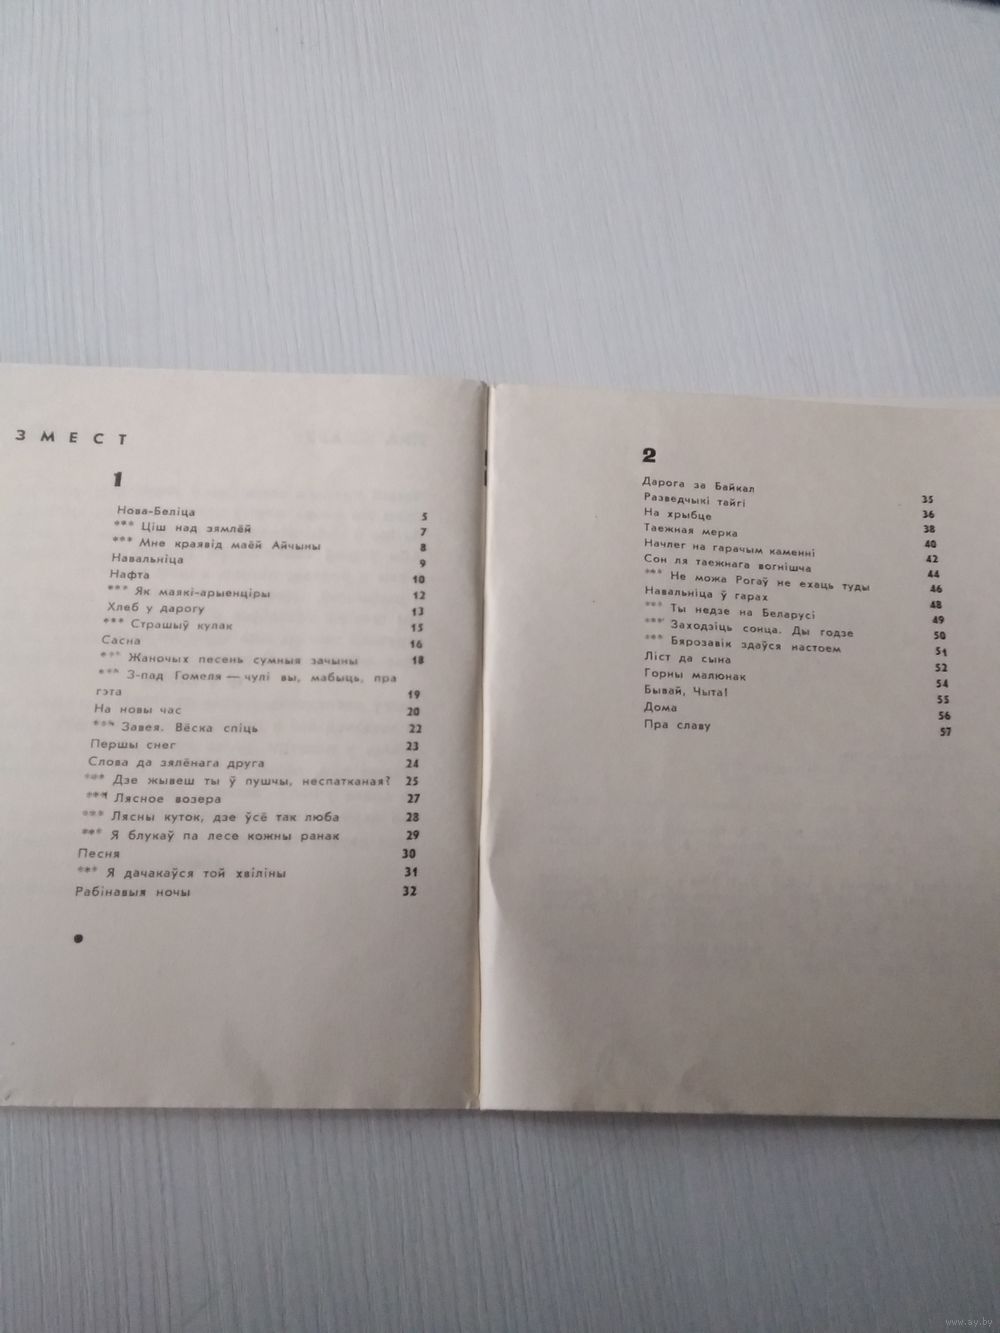 ЗМЕСТ
1
Нова-Беліца 5
*** Ціш над зямлёй 7
*** Мне краявід маёй Айчыны 8
Навальніца 9
Нафта 10
*** Як маякі-арыенціры 12
Хлеб у дарогу 13
*** Страшыў кулак 15
Сасна 16
*** Жаночых песень сумныя зачыны 18
*** З-пад Гомеля — чулі вы, мабыць, пра
гэта 19
На новы час 20
*** Завея. Вёска спіць 22
Першы снег 23
Слова да зялёнага друга 24
*** Дзе жывеш ты ў пушчы, неспатканая? 25
*** Лясное возера 27
*** Лясны куток, дзе ўсё так люба 28
*** Я блукаў па лесе кожны ранак 29
Песня 30
*** Я дачакаўся той хвіліны 31
Рабінавыя ночы 32
2
Дарога за Байкал 35
Разведчыкі тайгі 36
На хрыбце 38
Таежная мерка 40
Начлег на гарачым каменні 42
Сон ля таежнага вогнішча 44
*** Не можа Рогаў не ехаць туды 46
Навальніца ў гарах 48
*** Ты недзе на Беларусі 49
*** Заходзіць сонца. Ды годзе 50
*** Бярозавік здаўся настоем 51
Ліст да сына 52
Горны малюнак 54
Бывай, Чыта! 55
Дома 56
Пра славу 57
www.ay.by